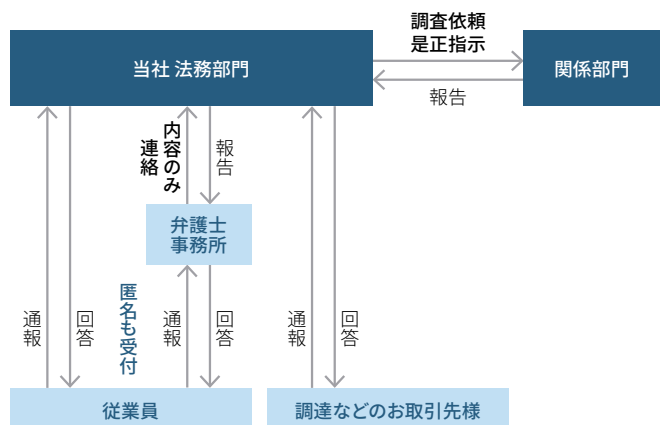 調査依頼
是正指示
当社 法務部門
関係部門
報告
内容のみ
連絡
報告
弁護士
事務所
匿名も受付
通報
回答
通報
回答
通報
回答
従業員
調達などのお取引先様